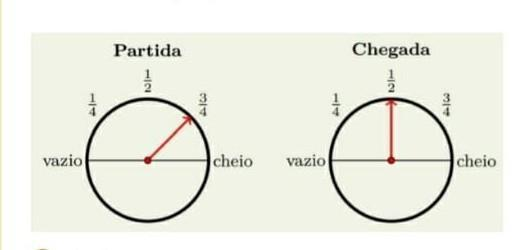 Partida
1/2
1/4 3/4
vazio cheio
Chegada
1/2
1/4 3/4
vazio cheio